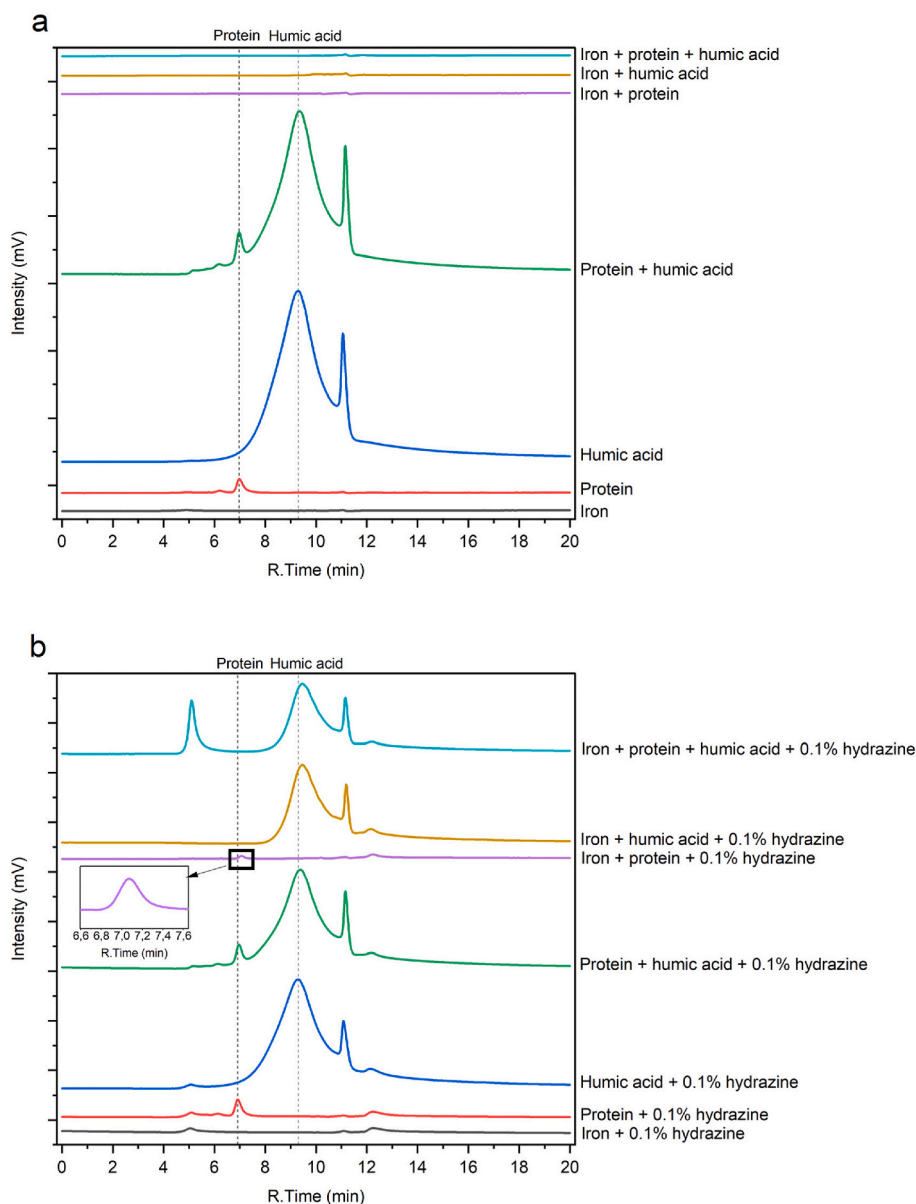 a
Protein Humic acid
Iron + protein + humic acid
Iron + humic acid
Iron + protein
Protein + humic acid
Humic acid
Protein
Iron
Intensity (mV)
0 2 4 6 8 10 12 14 16 18 20
R.Time (min)
b
Protein Humic acid
Iron + protein + humic acid + 0.1% hydrazine
Iron + humic acid + 0.1% hydrazine
Iron + protein + 0.1% hydrazine
6,6 6,8 7,0 7,2 7,4 7,6
R.Time (min)
Protein + humic acid + 0.1% hydrazine
Humic acid + 0.1% hydrazine
Protein + 0.1% hydrazine
Iron + 0.1% hydrazine
Intensity (mV)
0 2 4 6 8 10 12 14 16 18 20
R.Time (min)